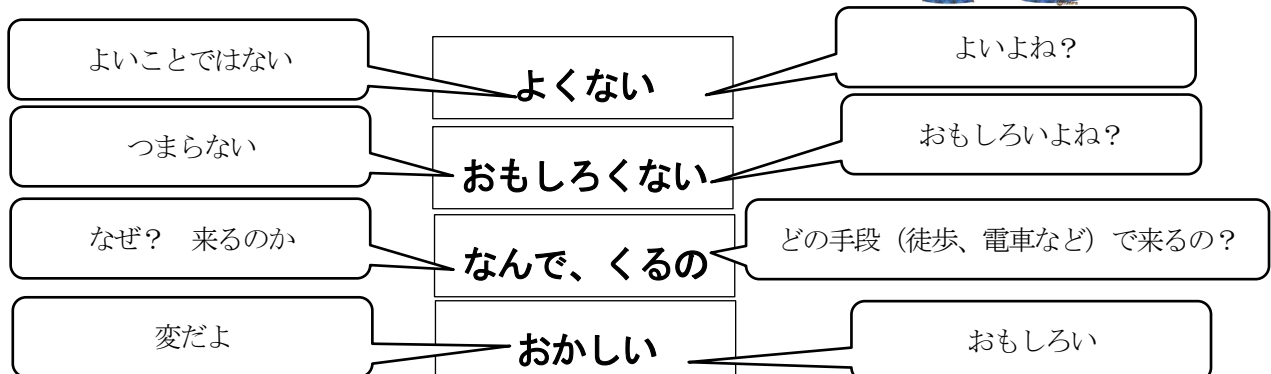 よいことではない
よくない
よいよね？
つまらない
おもしろくない
おもしろいよね？
なぜ？　来るのか
なんで、くるの
どの手段（徒歩、電車など）で来るの？
変だよ
おかしい
おもしろい